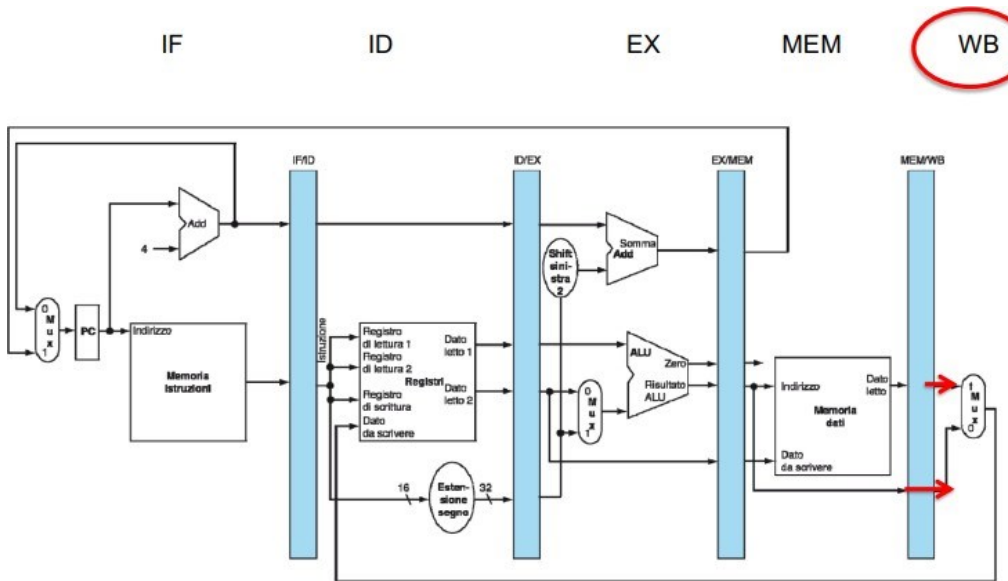 IF
ID
EX
MEM
WB
IF/ID
ID/EX
EX/MEM
MEM/WB
Add
4
Shift
sini-
stra
2
Somma
Add
0
M
u
x
1
PC
Indirizzo
Memoria
istruzioni
Istruzione
Registro
di lettura 1
Registro
di lettura 2
Registri
Registro
di scrittura
Dato
da scrivere
Dato
letto 1
Dato
letto 2
16
Esten-
sione
segno
32
0
M
u
x
1
ALU
Zero
Risultato
ALU
Indirizzo
Dato
letto
Memoria
dati
Dato
da scrivere
1
M
u
x
0